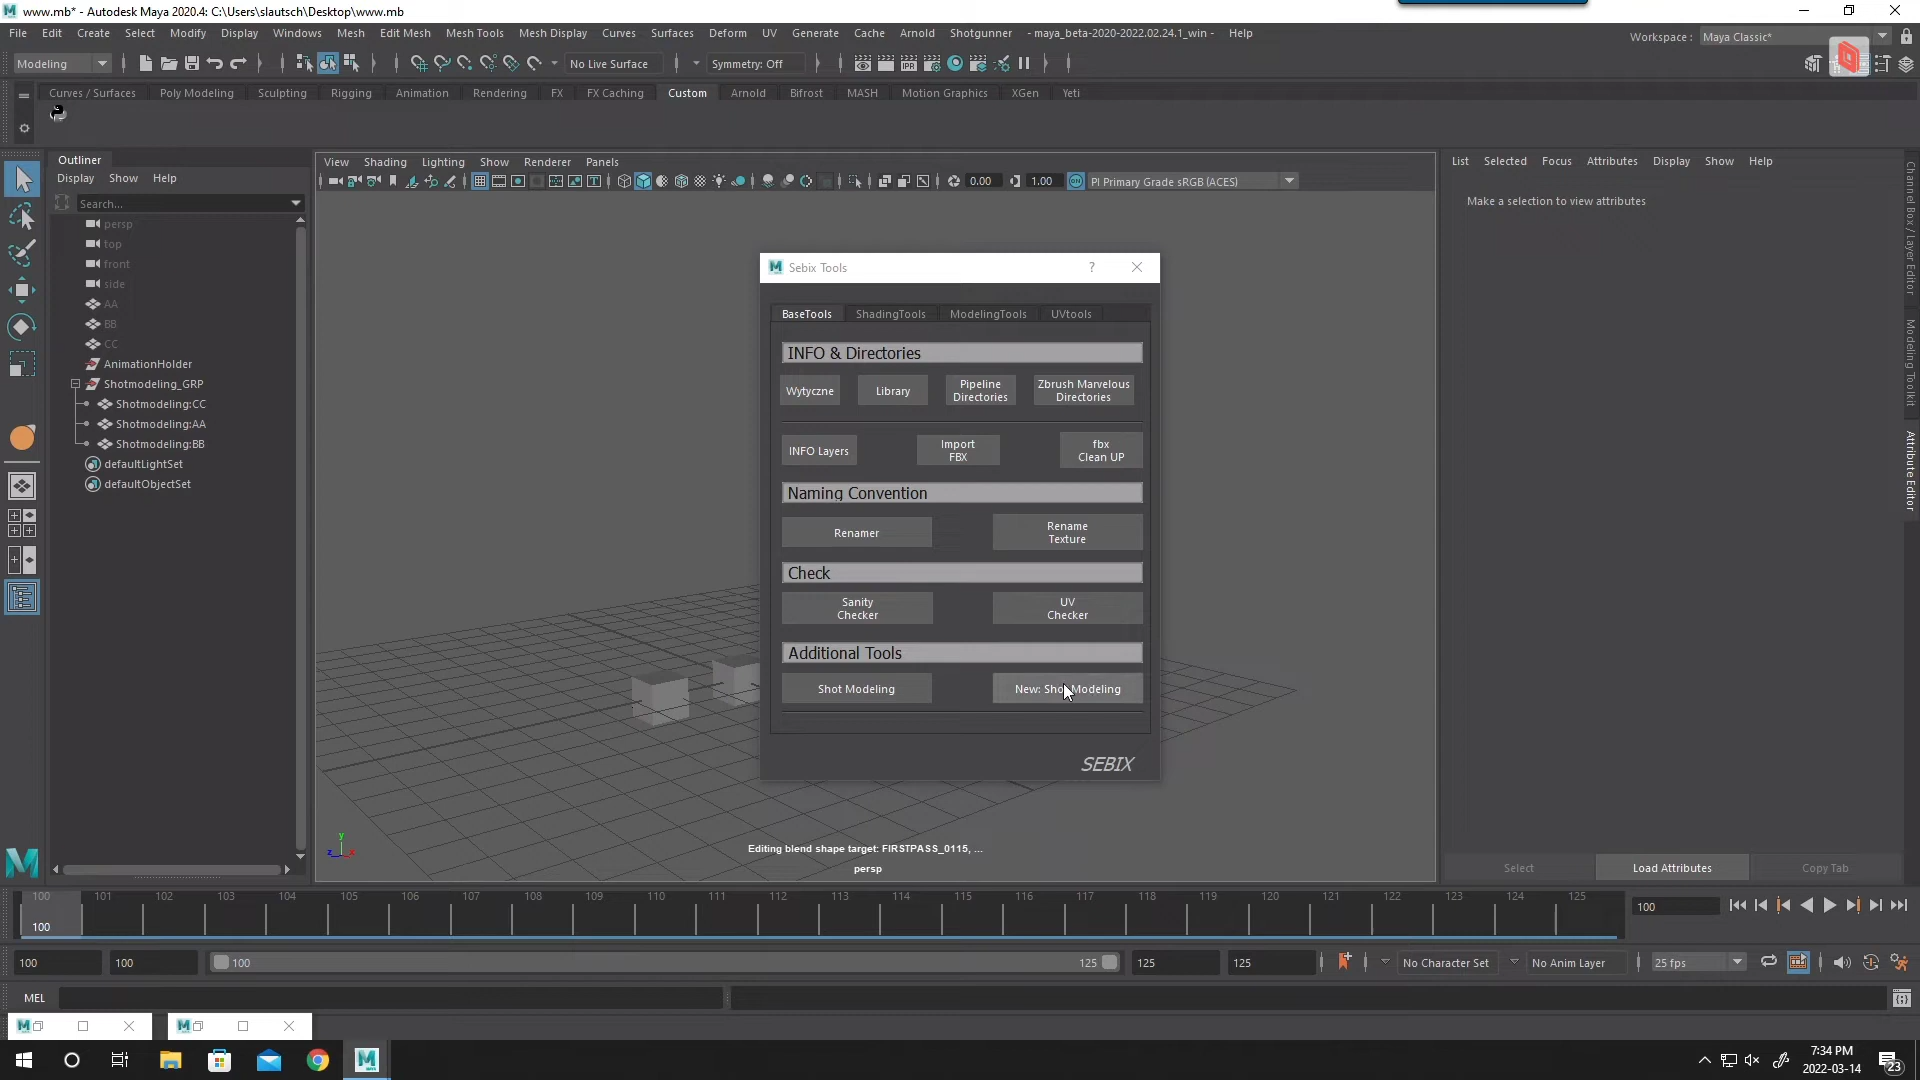 www.mb* - Autodesk Maya 2020.4: C:\Users\slautsch\Desktop\www.mb
File Edit Create Select Modify Display Windows Mesh Edit Mesh Mesh Tools Mesh Display Curves Surfaces Deform UV Generate Cache Arnold Shotgunner - maya_beta-2020-2022.02.24.1_win - Help
Workspace : Maya Classic*
Modeling
No Live Surface
Symmetry: Off
IPR
Curves / Surfaces Poly Modeling Sculpting Rigging Animation Rendering FX FX Caching Custom Arnold Bifrost MASH Motion Graphics XGen Yeti
Outliner
Display Show Help
Search...
persp
top
front
side
AA
BB
CC
AnimationHolder
Shotmodeling_GRP
Shotmodeling:CC
Shotmodeling:AA
Shotmodeling:BB
defaultLightSet
defaultObjectSet
View Shading Lighting Show Renderer Panels
0.00
1.00
ON
PI Primary Grade sRGB (ACES)
Sebix Tools
?
BaseTools ShadingTools ModelingTools UVtools
INFO & Directories
Wytyczne
Library
Pipeline
Directories
Zbrush Marvelous
Directories
INFO Layers
Import
FBX
fbx
Clean UP
Naming Convention
Renamer
Rename
Texture
Check
Sanity
Checker
UV
Checker
Additional Tools
Shot Modeling
SEBIX
Editing blend shape target: FIRSTPASS_0115, ...
persp
y
z
x
List Selected Focus Attributes Display Show Help
Make a selection to view attributes
Channel Box / Layer Editor
Modeling Toolkit
Attribute Editor
Select
Load Attributes
Copy Tab
100 101 102 103 104 105 106 107 108 109 110 111 112 113 114 115 116 117 118 119 120 121 122 123 124 125
100
100
100
100
100
125
125
125
No Character Set
No Anim Layer
25 fps
MEL
7:34 PM
2022-03-14
23